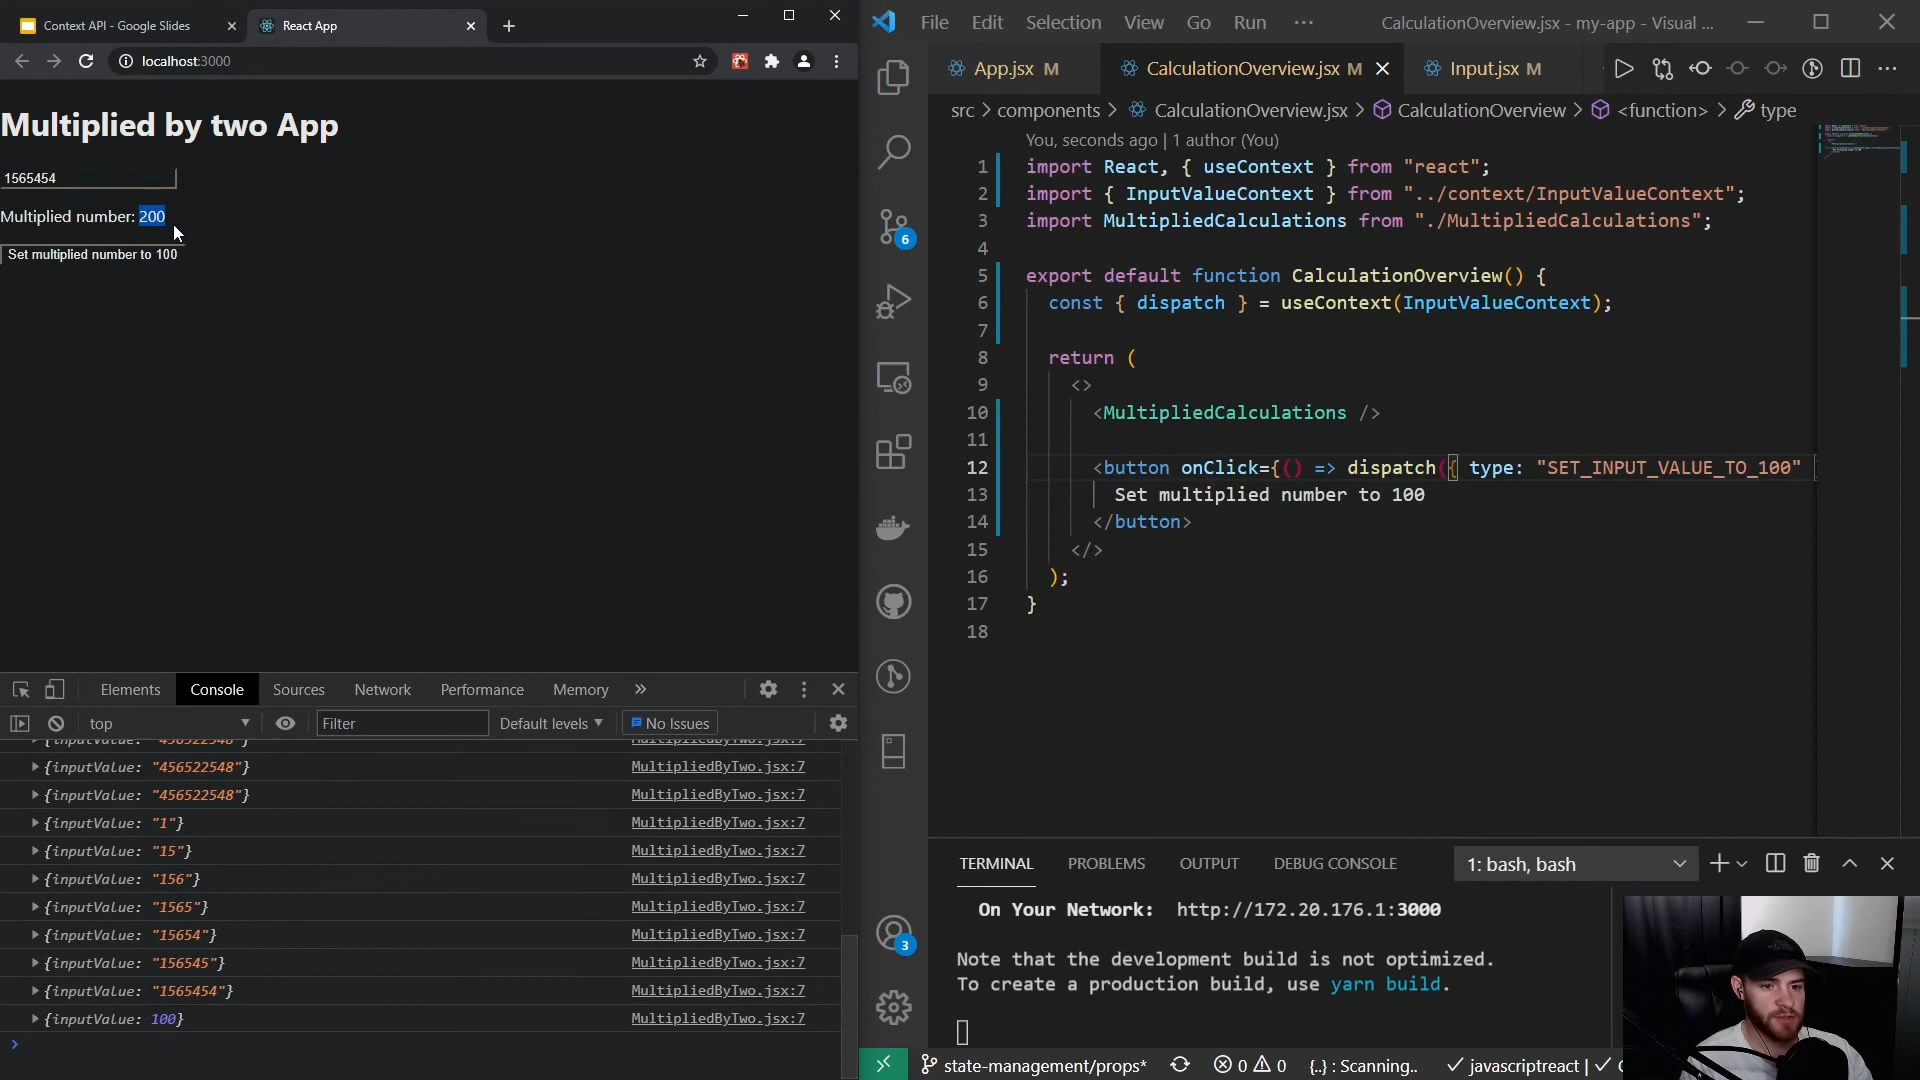 Context API - Google Slides
React App
localhost:3000
Multiplied by two App
1565454
Multiplied number: 200
Set multiplied number to 100
Elements
Console
Sources
Network
Performance
Memory
top
Filter
Default levels
No Issues
{inputValue: "456522548"}
MultipliedByTwo.jsx:7
{inputValue: "456522548"}
MultipliedByTwo.jsx:7
{inputValue: "456522548"}
MultipliedByTwo.jsx:7
{inputValue: "1"}
MultipliedByTwo.jsx:7
{inputValue: "15"}
MultipliedByTwo.jsx:7
{inputValue: "156"}
MultipliedByTwo.jsx:7
{inputValue: "1565"}
MultipliedByTwo.jsx:7
{inputValue: "15654"}
MultipliedByTwo.jsx:7
{inputValue: "156545"}
MultipliedByTwo.jsx:7
{inputValue: "1565454"}
MultipliedByTwo.jsx:7
{inputValue: 100}
MultipliedByTwo.jsx:7
File Edit Selection View Go Run ···
CalculationOverview.jsx - my-app - Visual ...
App.jsx M
CalculationOverview.jsx M
Input.jsx M
src > components > CalculationOverview.jsx > CalculationOverview > <function> > type
You, seconds ago | 1 author (You)
1 import React, { useContext } from "react";
2 import { InputValueContext } from "../context/InputValueContext";
3 import MultipliedCalculations from "./MultipliedCalculations";
4
5 export default function CalculationOverview() {
6 const { dispatch } = useContext(InputValueContext);
7
8 return (
9 <>
10 <MultipliedCalculations />
11
12 <button onClick={() => dispatch({ type: "SET_INPUT_VALUE_TO_100"
13 Set multiplied number to 100
14 </button>
15 </>
16 );
17 }
18
6
3
TERMINAL
PROBLEMS
OUTPUT
DEBUG CONSOLE
1: bash, bash
On Your Network: http://172.20.176.1:3000
Note that the development build is not optimized.
To create a production build, use yarn build.
state-management/props*
0
0
{..} : Scanning..
javascriptreact |